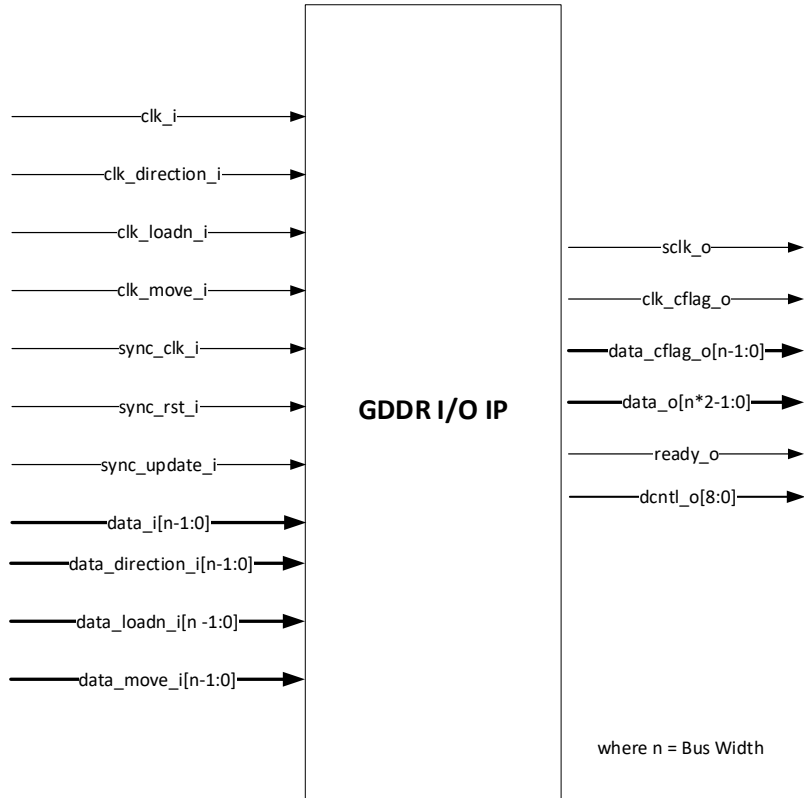 clk_i
clk_direction_i
clk_loadn_i
clk_move_i
sync_clk_i
sync_rst_i
sync_update_i
data_i[n-1:0]
data_direction_i[n-1:0]
data_loadn_i[n -1:0]
data_move_i[n-1:0]
GDDR I/O IP
sclk_o
clk_cflag_o
data_cflag_o[n-1:0]
data_o[n*2-1:0]
ready_o
dcntl_o[8:0]
where n = Bus Width